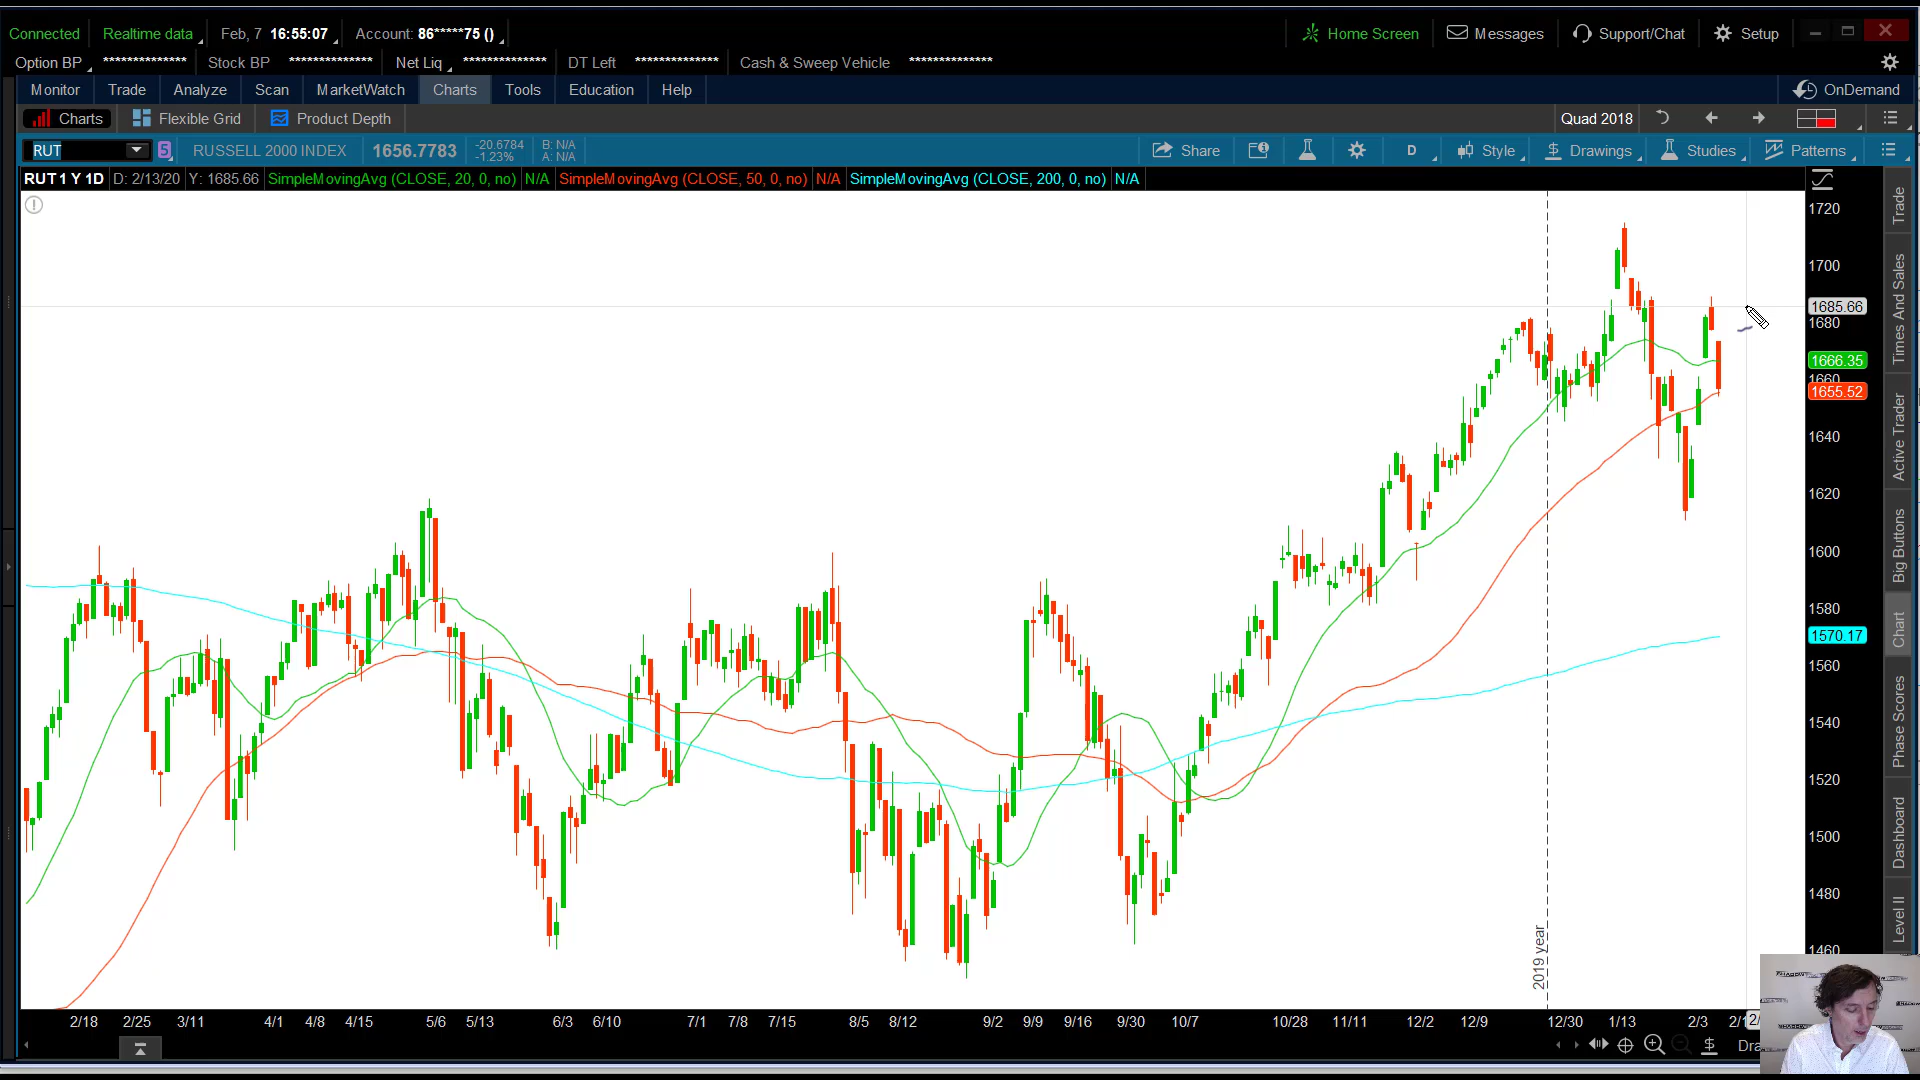 Connected Realtime data Feb, 7 16:55:07 Account: 86*****75 () Home Screen Messages Support/Chat Setup
Option BP ************** Stock BP ************** Net Liq ************** DT Left ************** Cash & Sweep Vehicle **************
Monitor Trade Analyze Scan MarketWatch Charts Tools Education Help OnDemand
Charts Flexible Grid Product Depth Quad 2018
RUT S RUSSELL 2000 INDEX 1656.7783 -20.6784 -1.23% B: N/A A: N/A Share D Style Drawings Studies Patterns
RUT 1 Y 1D D: 2/13/20 Y: 1685.66 SimpleMovingAvg (CLOSE, 20, 0, no) N/A SimpleMovingAvg (CLOSE, 50, 0, no) N/A SimpleMovingAvg (CLOSE, 200, 0, no) N/A
1720
1700
1685.66
1680
1666.35
1660
1655.52
1640
1620
1600
1580
1570.17
1560
1540
1520
1500
1480
1460
2019 year
Trade
Times And Sales
Active Trader
Big Buttons
Chart
Phase Scores
Dashboard
Level II
2/18 2/25 3/11 4/1 4/8 4/15 5/6 5/13 6/3 6/10 7/1 7/8 7/15 8/5 8/12 9/2 9/9 9/16 9/30 10/7 10/28 11/11 12/2 12/9 12/30 1/13 2/3